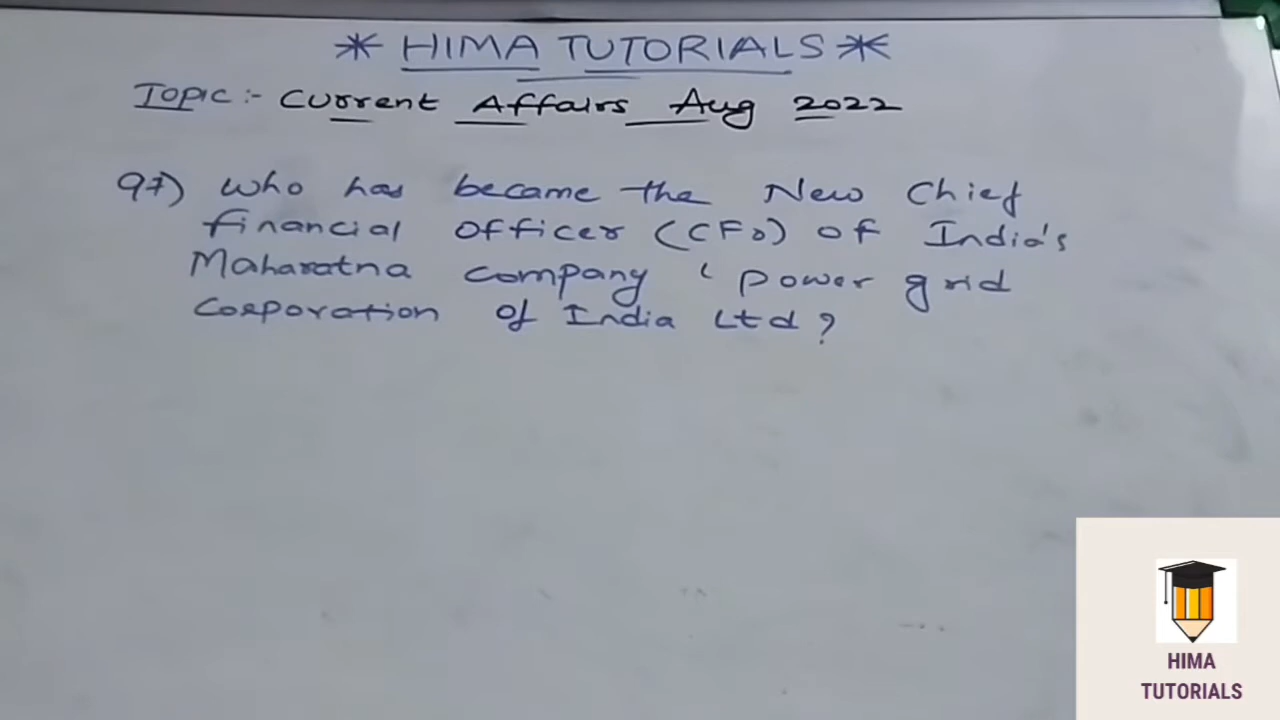 * HIMA TUTORIALS *
Topic:- Current Affairs Aug 2022
97) Who has became the New Chief
financial officer (CFO) of India's
Maharatna company ' power grid
Corporation of India Ltd?
HIMA
TUTORIALS